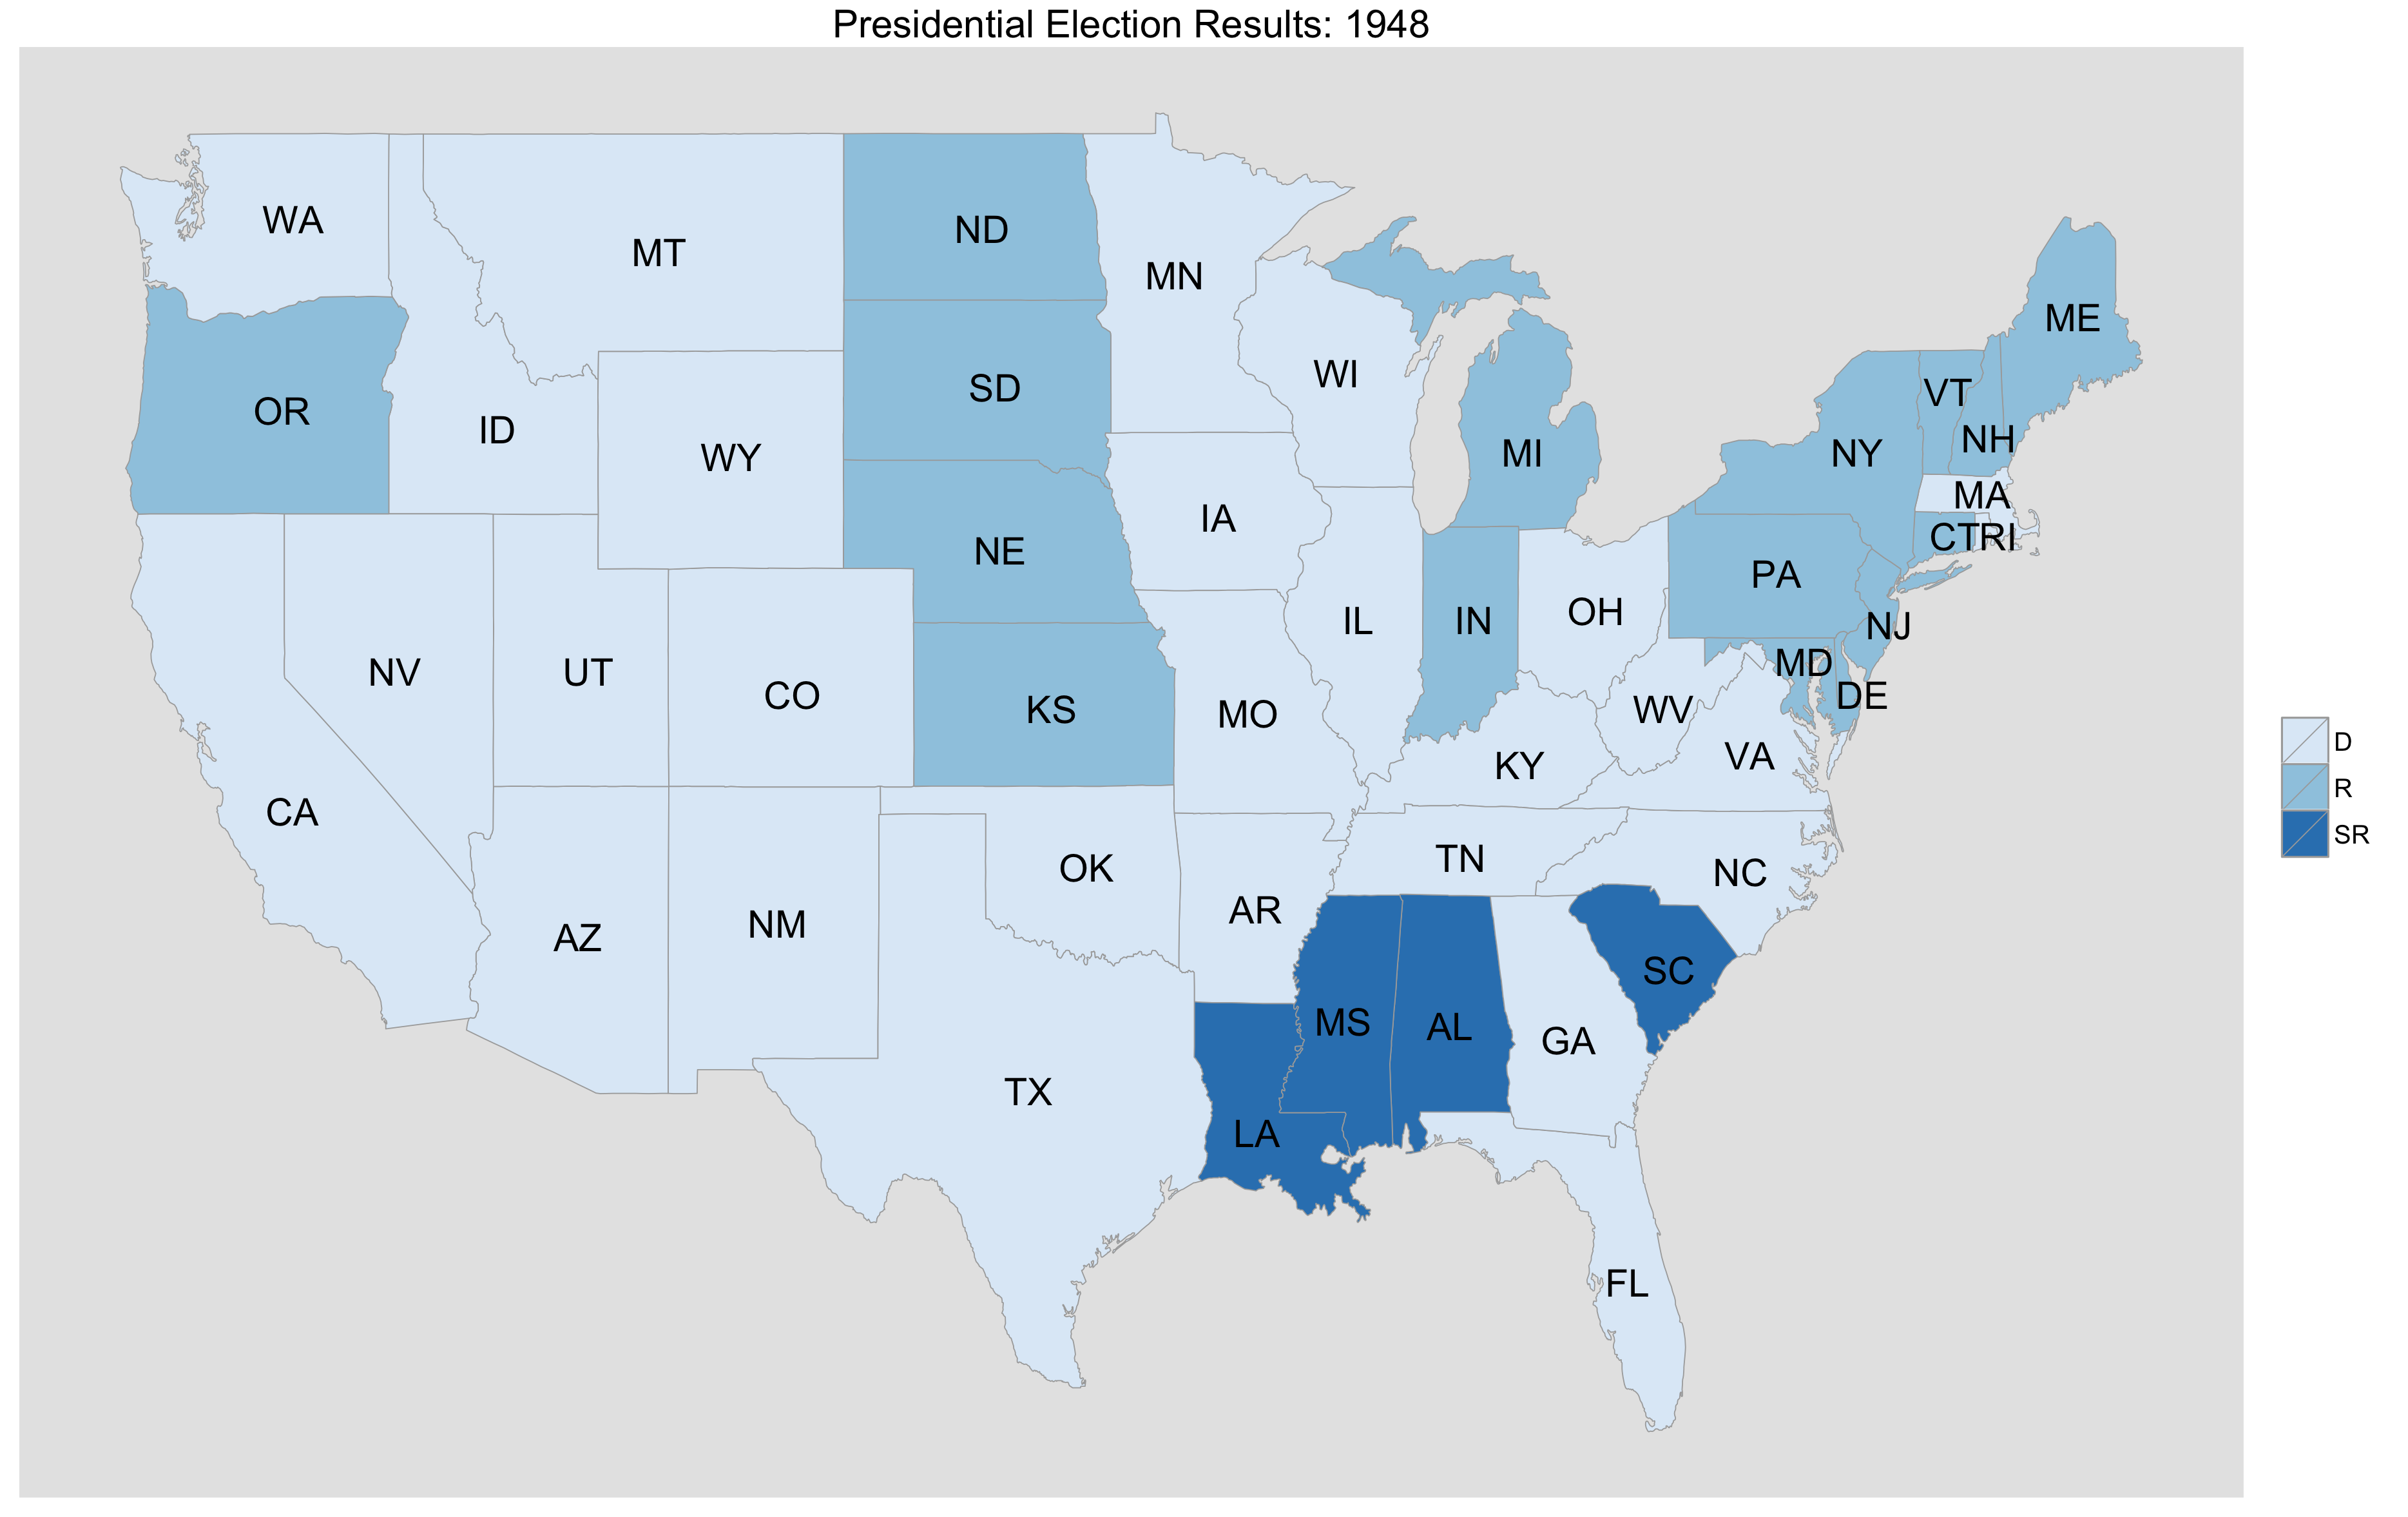 Presidential Election Results: 1948
WA
MT
ND
MN
ME
OR
ID
WY
SD
WI
MI
VT
NH
NY
MA
CTRI
IA
NE
PA
NJ
NV
UT
CO
KS
MO
IL
IN
OH
MD
DE
WV
VA
KY
CA
AZ
NM
OK
AR
TN
NC
SC
MS
AL
GA
TX
LA
FL
D
R
SR